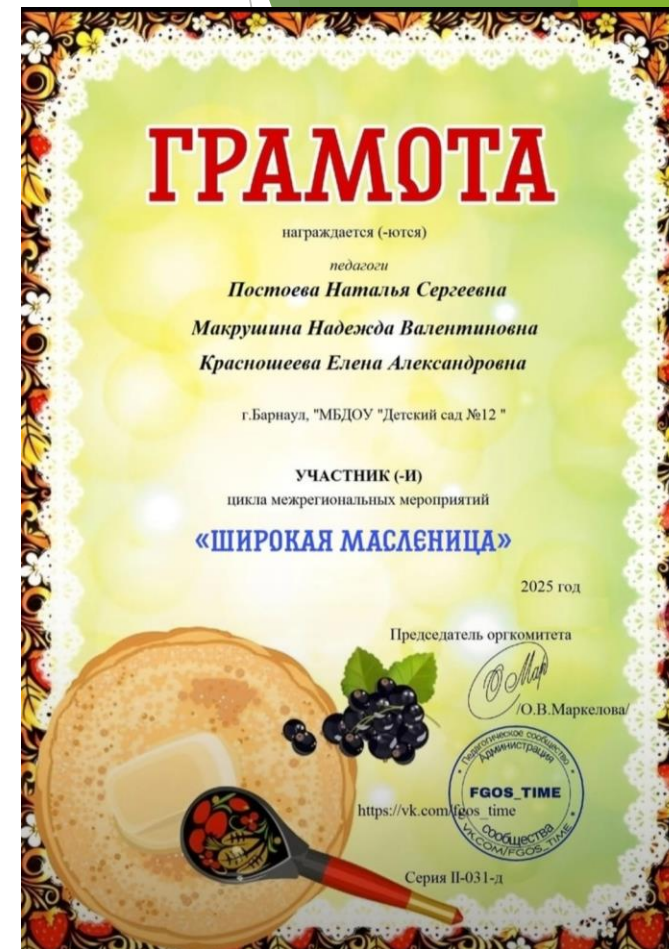 ГРАМОТА
награждается (-ются)
педагоги
Постоева Наталья Сергеевна
Макрушина Надежда Валентиновна
Красношеева Елена Александровна
г.Барнаул, "МБДОУ "Детский сад №12 "
УЧАСТНИК (-И)
цикла межрегиональных мероприятий
«ШИРОКАЯ МАСЛЕНИЦА»
2025 год
Председатель оргкомитета
/О.В.Маркелова/
Педагогическое сообщество
Администрация
FGOS_TIME
https://vk.com/fgos_time
сообщества
VK.COM/FGOS_TIME
Серия II-031-д